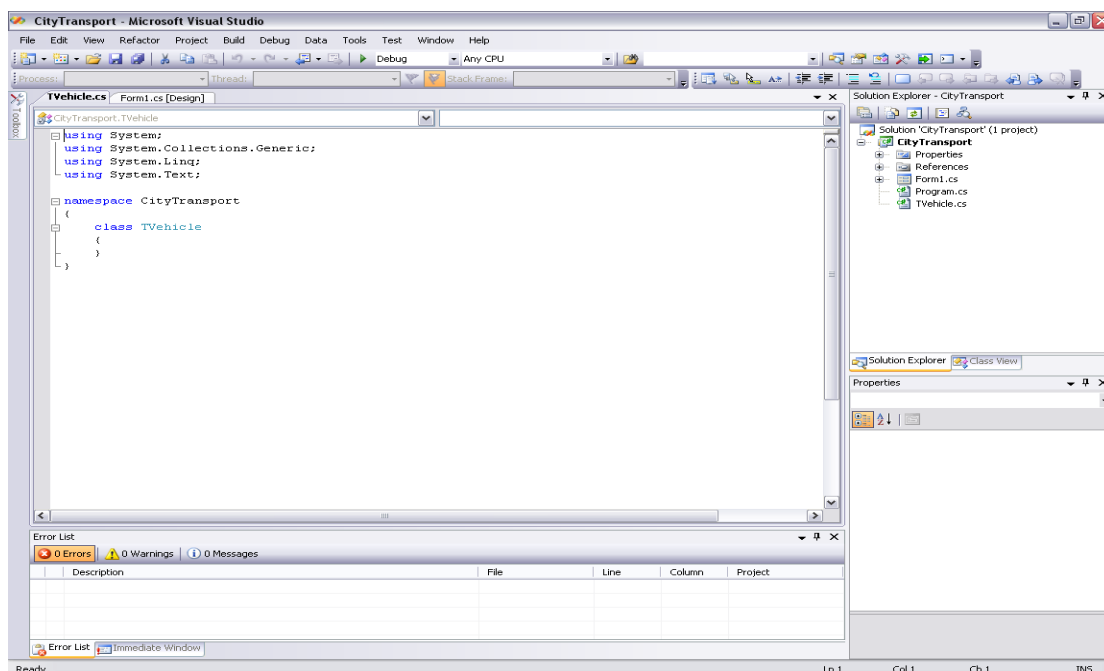 CityTransport - Microsoft Visual Studio
File Edit View Refactor Project Build Debug Data Tools Test Window Help
Debug Any CPU
Process: Thread: Stack Frame:
Toolbox
TVehicle.cs Form1.cs [Design]
CityTransport.TVehicle
using System;
using System.Collections.Generic;
using System.Linq;
using System.Text;
namespace CityTransport
{
class TVehicle
{
}
}
Solution Explorer - CityTransport
Solution 'CityTransport' (1 project)
CityTransport
Properties
References
Form1.cs
Program.cs
TVehicle.cs
Solution Explorer Class View
Properties
Error List
0 Errors 0 Warnings 0 Messages
Description File Line Column Project
Error List Immediate Window
Ready Ln 1 Col 1 Ch 1 INS